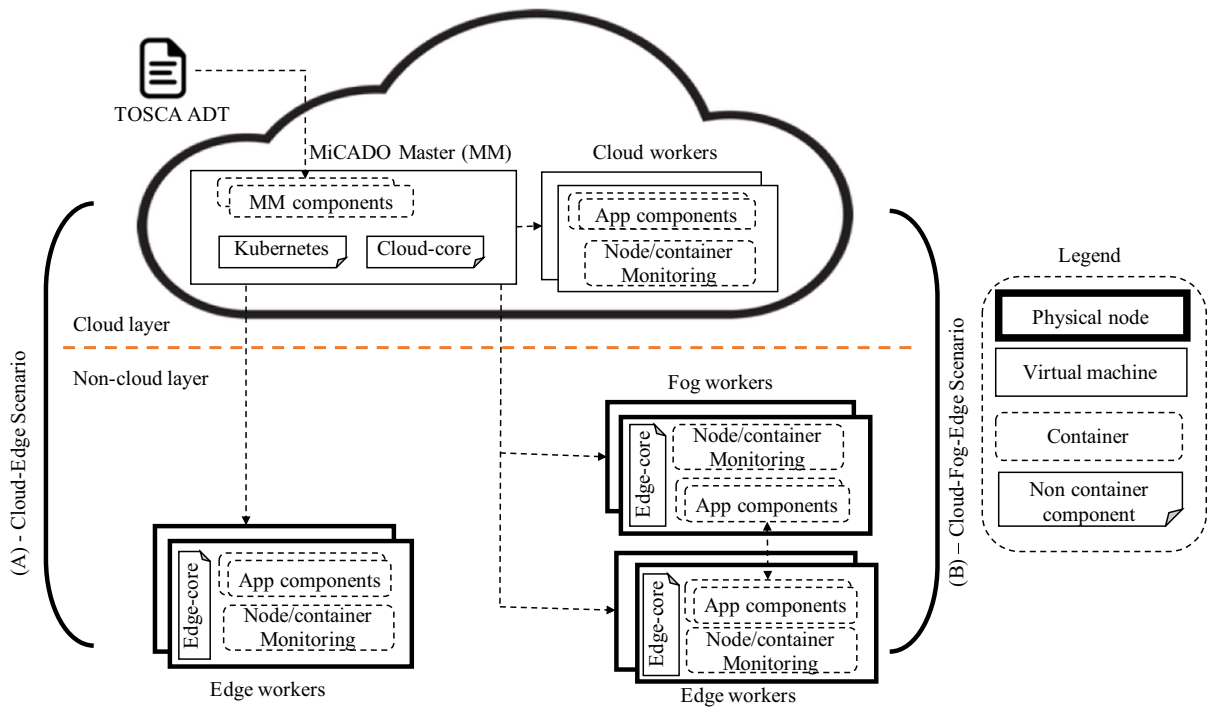 TOSCA ADT
MiCADO Master (MM)
MM components
Kubernetes
Cloud-core
Cloud workers
App components
Node/container
Monitoring
Cloud layer
Non-cloud layer
(A) - Cloud-Edge Scenario
Edge-core
App components
Node/container
Monitoring
Edge workers
Fog workers
Edge-core
Node/container
Monitoring
App components
Edge-core
App components
Node/container
Monitoring
Edge workers
(B) – Cloud-Fog-Edge Scenario
Legend
Physical node
Virtual machine
Container
Non container
component